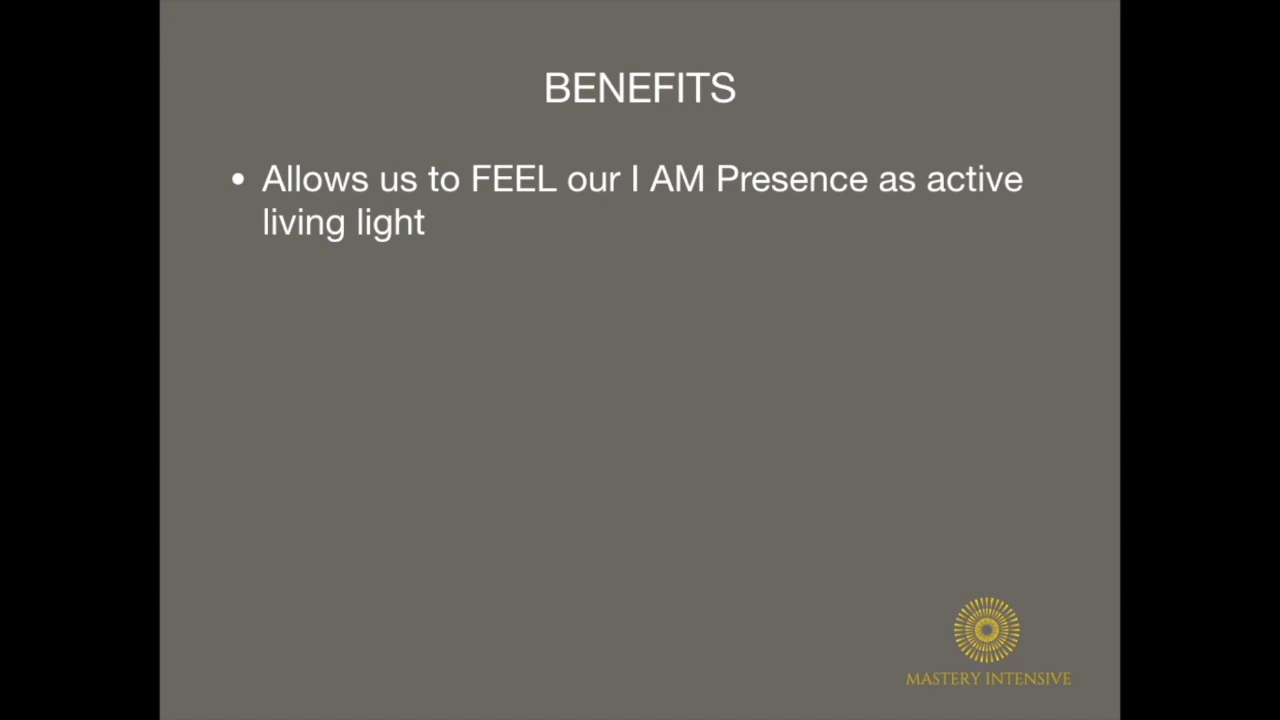 BENEFITS
• Allows us to FEEL our I AM Presence as active
living light
MASTERY INTENSIVE